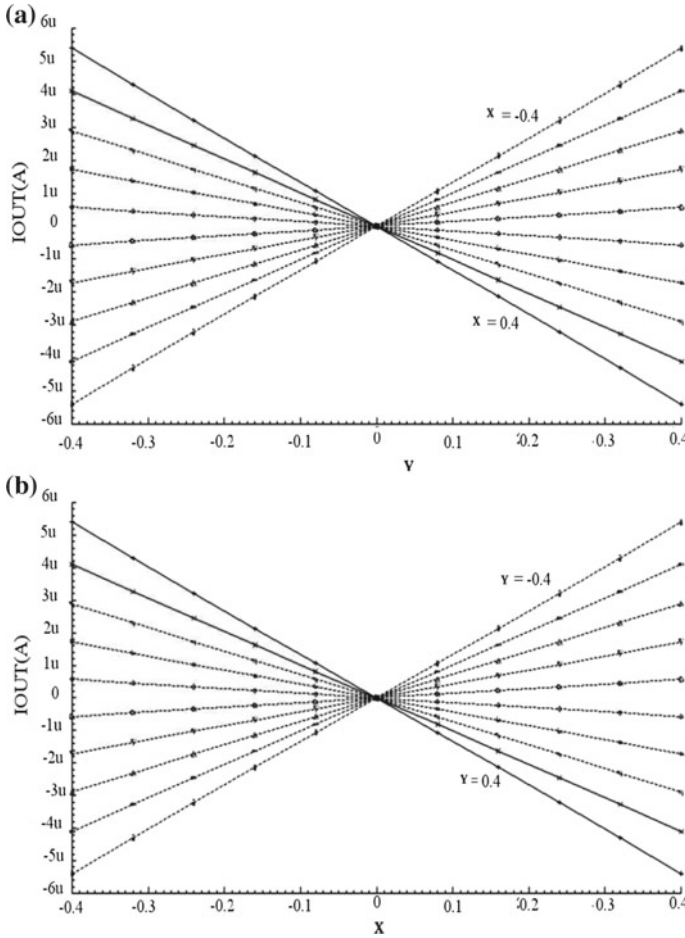 (a)
6u
5u
4u
3u
2u
1u
0
-1u
-2u
-3u
-4u
-5u
-6u
IOUT(A)
X = -0.4
X = 0.4
-0.4 -0.3 -0.2 -0.1 0 0.1 0.2 0.3 0.4
Y
(b)
6u
5u
4u
3u
2u
1u
0
-1u
-2u
-3u
-4u
-5u
-6u
IOUT(A)
Y = -0.4
Y = 0.4
-0.4 -0.3 -0.2 -0.1 0 0.1 0.2 0.3 0.4
X